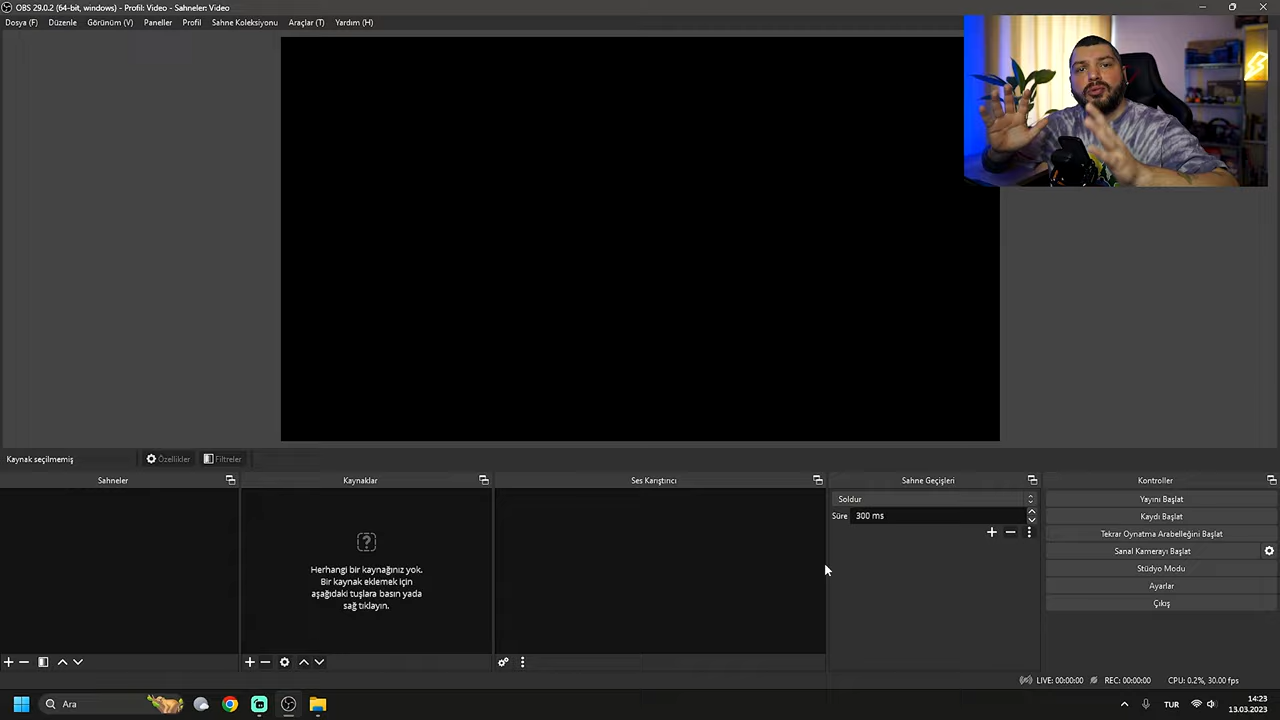 OBS 29.0.2 (64-bit, windows) - Profil: Video - Sahneler: Video
Dosya (F) Düzenle Görünüm (V) Paneller Profil Sahne Koleksiyonu Araçlar (T) Yardım (H)
Kaynak seçilmemiş Özellikler Filtreler
Sahneler
Kaynaklar
Herhangi bir kaynağınız yok.
Bir kaynak eklemek için
aşağıdaki tuşlara basın yada
sağ tıklayın.
Ses Karıştırıcı
Sahne Geçişleri
Soldur
Süre 300 ms
Kontroller
Yayını Başlat
Kaydı Başlat
Tekrar Oynatma Arabelleğini Başlat
Sanal Kamerayı Başlat
Stüdyo Modu
Ayarlar
Çıkış
LIVE: 00:00:00 REC: 00:00:00 CPU: 0.2%, 30.00 fps
Ara
TUR
14:23
13.03.2023